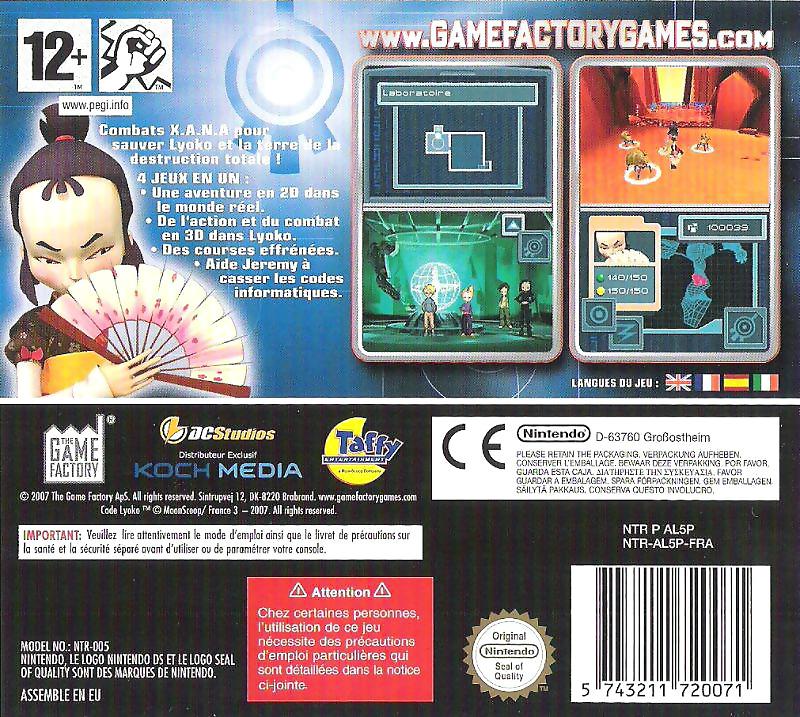 12+
TM
TM
www.pegi.info
www.GAMEFACTORYGAMES.com
Combats X.A.N.A pour
sauver Lyoko et la terre de la
destruction totale !
4 JEUX EN UN :
• Une aventure en 2D dans
le monde réel.
• De l'action et du combat
en 3D dans Lyoko.
• Des courses effrénées.
• Aide Jeremy à
casser les codes
informatiques.
Laboratoire
100039
140/150
150/150
LANGUES DU JEU :
THE
GAME
FACTORY
®
DC Studios
Distributeur Exclusif
KOCH MEDIA
Taffy
ENTERTAINMENT
© 2007 The Game Factory ApS. All rights reserved. Sintrupvej 12, DK-8220 Brabrand. www.gamefactorygames.com
Code Lyoko ™ © MoonScoop/ France 3 – 2007. All rights reserved.
IMPORTANT: Veuillez lire attentivement le mode d'emploi ainsi que le livret de précautions sur
la santé et la sécurité séparé avant d'utiliser ou de paramétrer votre console.
CE
Nintendo® D-63760 Großostheim
PLEASE RETAIN THE PACKAGING. VERPACKUNG AUFHEBEN.
CONSERVER L'EMBALLAGE. BEWAAR DEZE VERPAKKING. POR FAVOR,
GUARDA ESTA CAJA. ΔΙΑΤΗΡΗΣΤΕ ΤΗΝ ΣΥΣΚΕΥΑΣΙΑ. FAVOR
GUARDAR A EMBALAGEM. SPARA FÖRPACKNINGEN. GEM EMBALLAGEN.
SÄILYTÄ PAKKAUS. CONSERVA QUESTO INVOLUCRO.
NTR P AL5P
NTR-AL5P-FRA
Attention
Chez certaines personnes,
l'utilisation de ce jeu
nécessite des précautions
d'emploi particulières qui
sont détaillées dans la notice
ci-jointe.
MODEL NO.: NTR-005
NINTENDO, LE LOGO NINTENDO DS ET LE LOGO SEAL
OF QUALITY SONT DES MARQUES DE NINTENDO.
ASSEMBLE EN EU
Original
Nintendo®
Seal of
Quality
TM
5 743211 720071